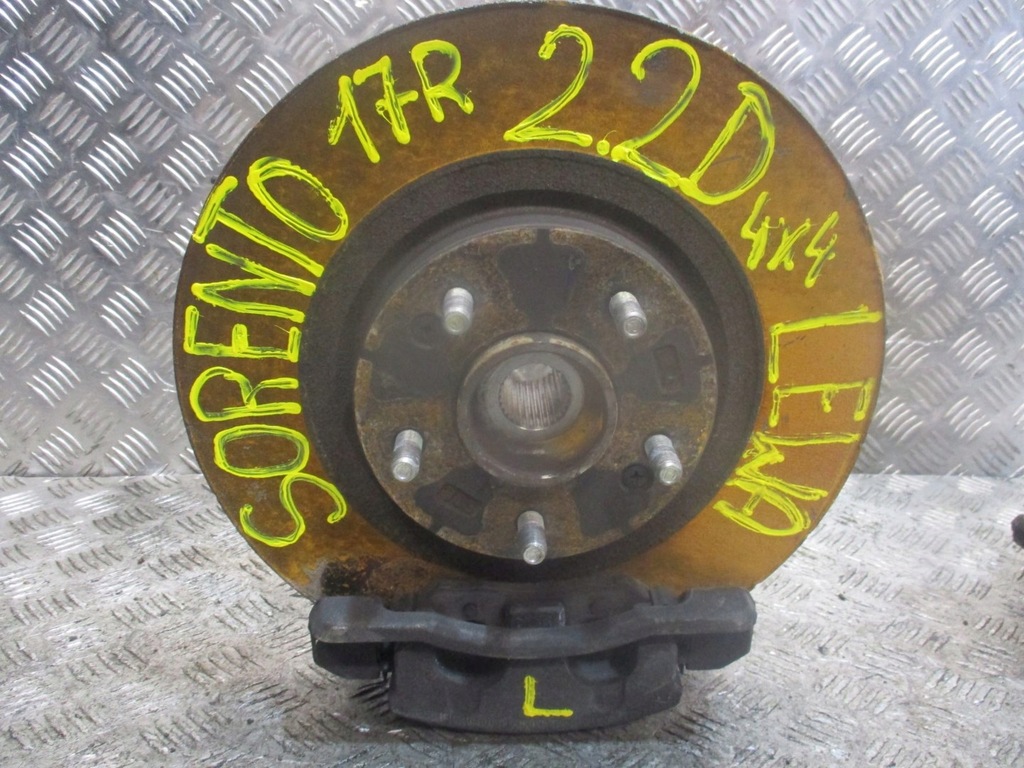 SORENTO 17R 2.2D 4x4 LEWA
L